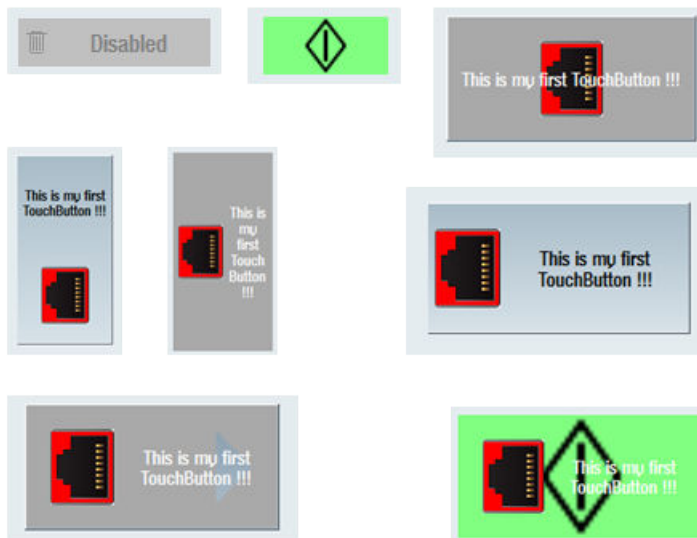 Disabled
This is my first TouchButton !!!
This is my first
TouchButton !!!
This is
my
first
Touch
Button
!!!
This is my first
TouchButton !!!
This is my first
TouchButton !!!
This is my first
TouchButton !!!